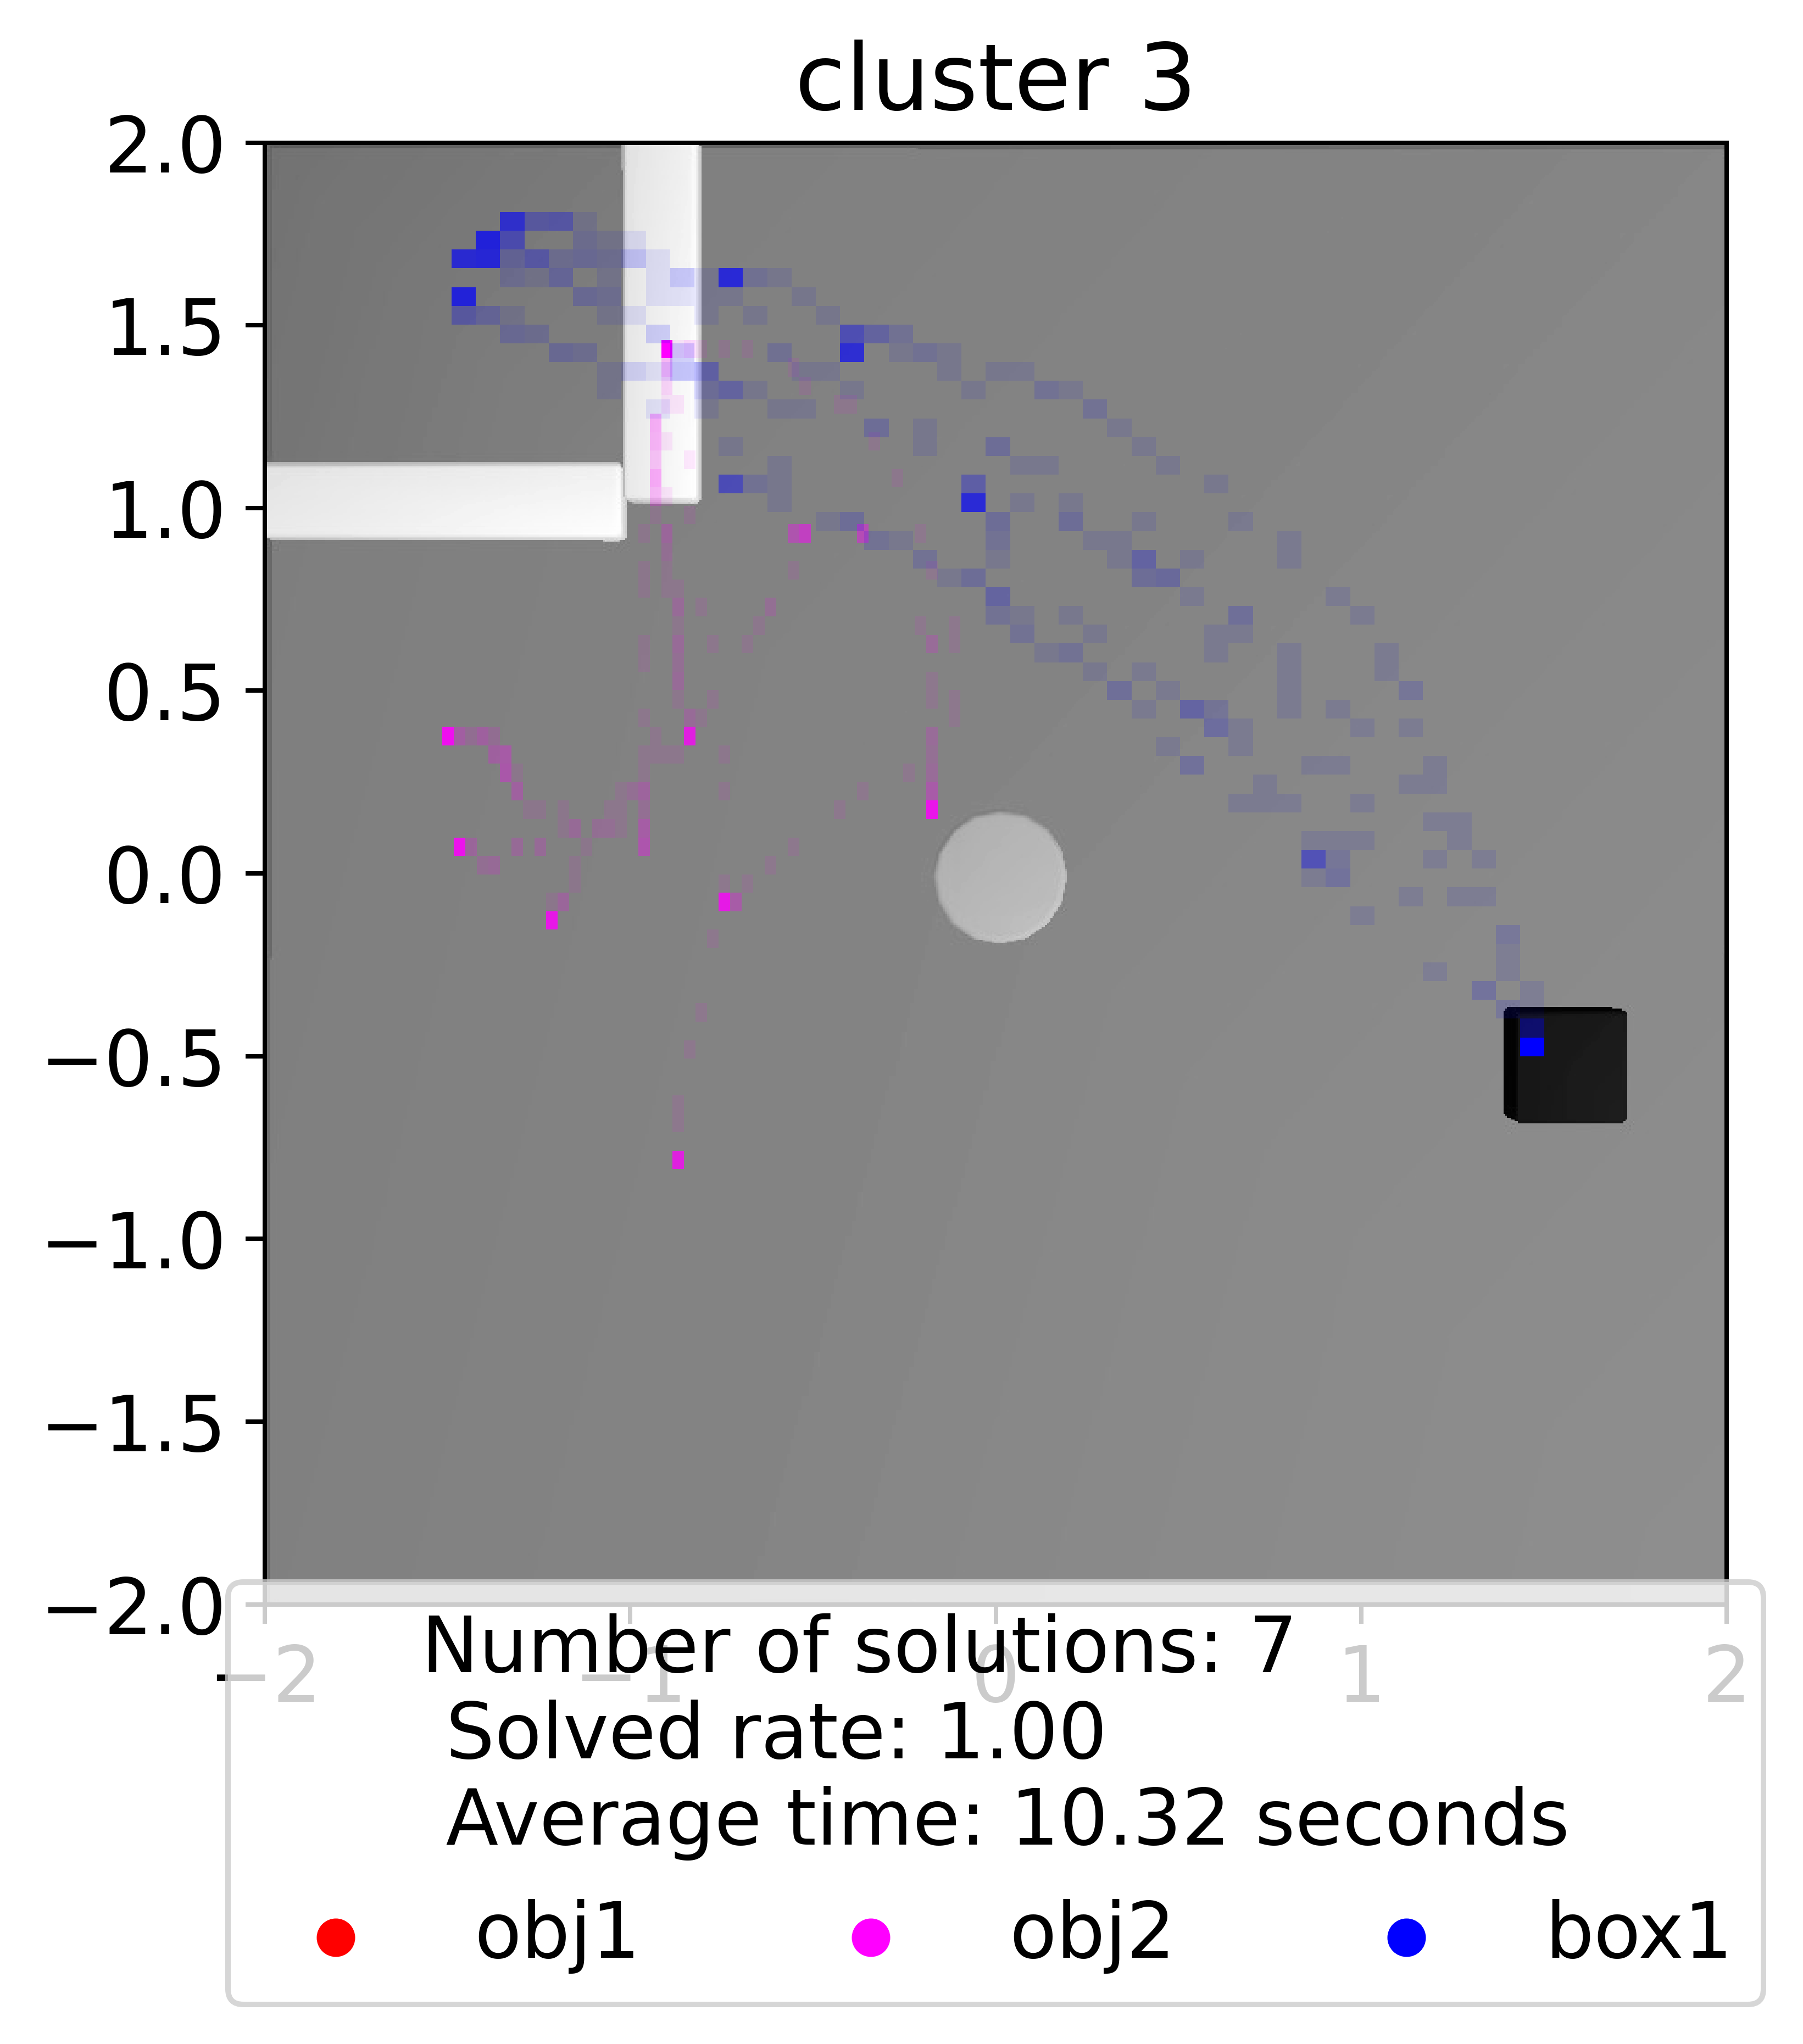 cluster 3
2.0
1.5
1.0
0.5
0.0
−0.5
−1.0
−1.5
−2.0
−2 −1 0 1 2
Number of solutions: 7
Solved rate: 1.00
Average time: 10.32 seconds
obj1 obj2 box1